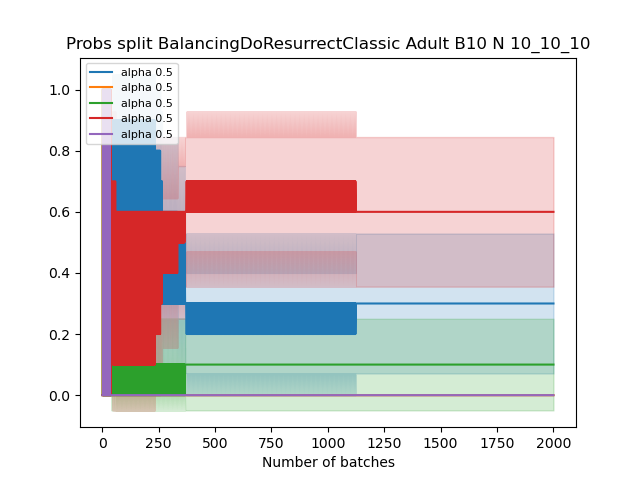 Probs split BalancingDoResurrectClassic Adult B10 N 10_10_10
alpha 0.5
alpha 0.5
alpha 0.5
alpha 0.5
alpha 0.5
1.0
0.8
0.6
0.4
0.2
0.0
0 250 500 750 1000 1250 1500 1750 2000
Number of batches